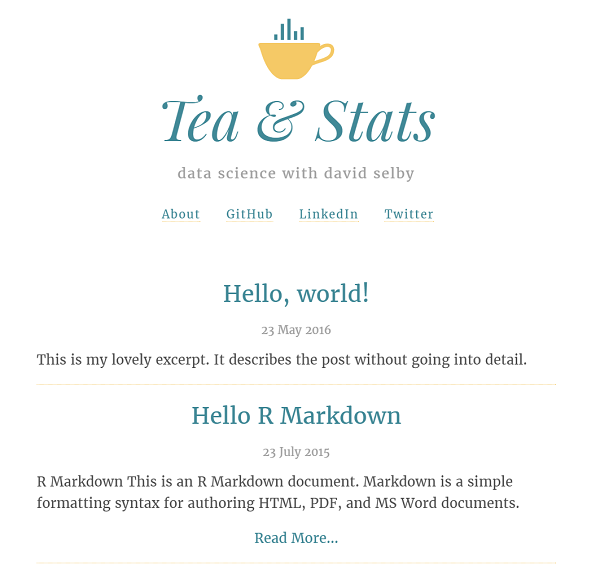 Tea & Stats
data science with david selby
About GitHub LinkedIn Twitter
Hello, world!
23 May 2016
This is my lovely excerpt. It describes the post without going into detail.
Hello R Markdown
23 July 2015
R Markdown This is an R Markdown document. Markdown is a simple
formatting syntax for authoring HTML, PDF, and MS Word documents.
Read More...